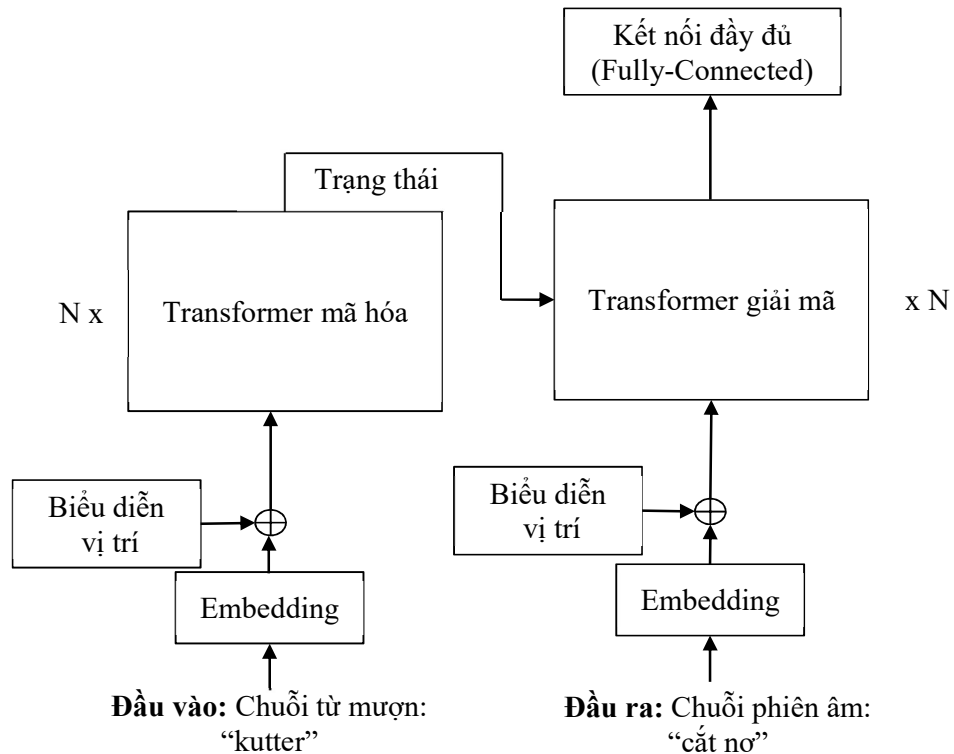 Kết nối đầy đủ
(Fully-Connected)
Trạng thái
N x
Transformer mã hóa
Transformer giải mã
x N
Biểu diễn
vị trí
Biểu diễn
vị trí
Embedding
Embedding
Đầu vào: Chuỗi từ mượn:
“kutter”
Đầu ra: Chuỗi phiên âm:
“cắt nơ”